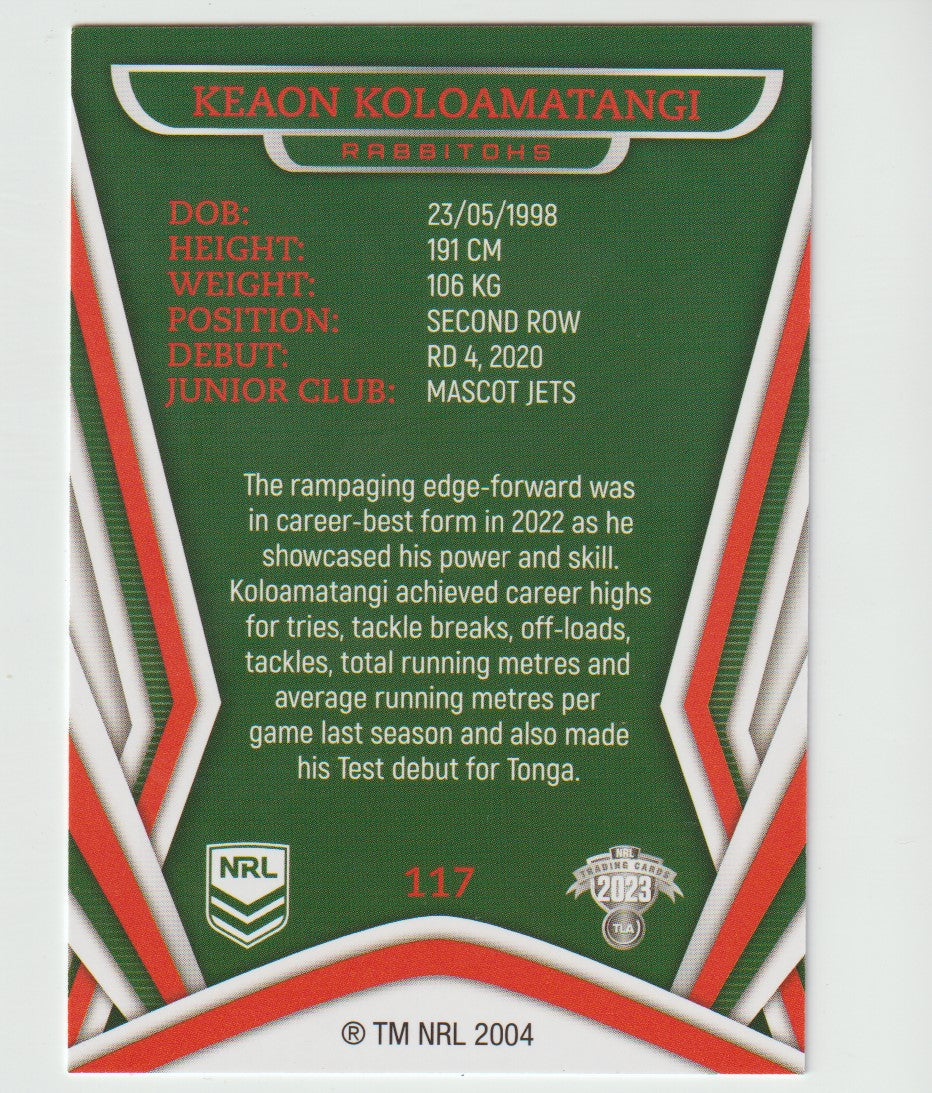 KEAON KOLOAMATANGI
RABBITOHS
DOB: 23/05/1998
HEIGHT: 191 CM
WEIGHT: 106 KG
POSITION: SECOND ROW
DEBUT: RD 4, 2020
JUNIOR CLUB: MASCOT JETS
The rampaging edge-forward was
in career-best form in 2022 as he
showcased his power and skill.
Koloamatangi achieved career highs
for tries, tackle breaks, off-loads,
tackles, total running metres and
average running metres per
game last season and also made
his Test debut for Tonga.
NRL
117
NRL
TRADING CARDS
2023
TLA
® TM NRL 2004